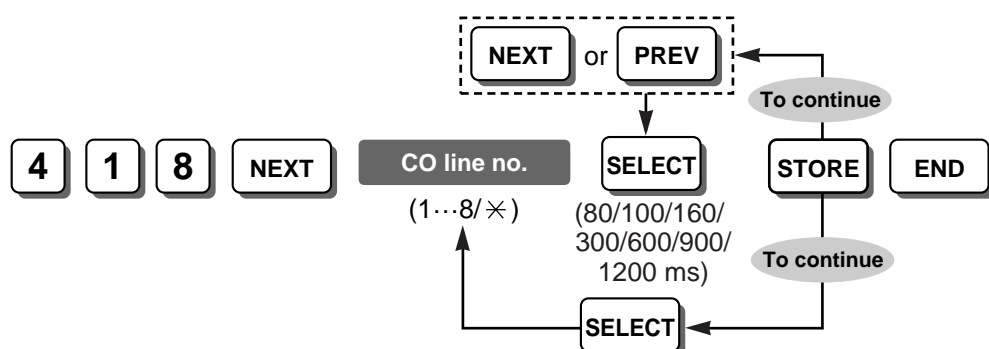 NEXT or PREV
To continue
4 1 8 NEXT CO line no. SELECT STORE END
(1···8/✳)
(80/100/160/
300/600/900/
1200 ms)
To continue
SELECT